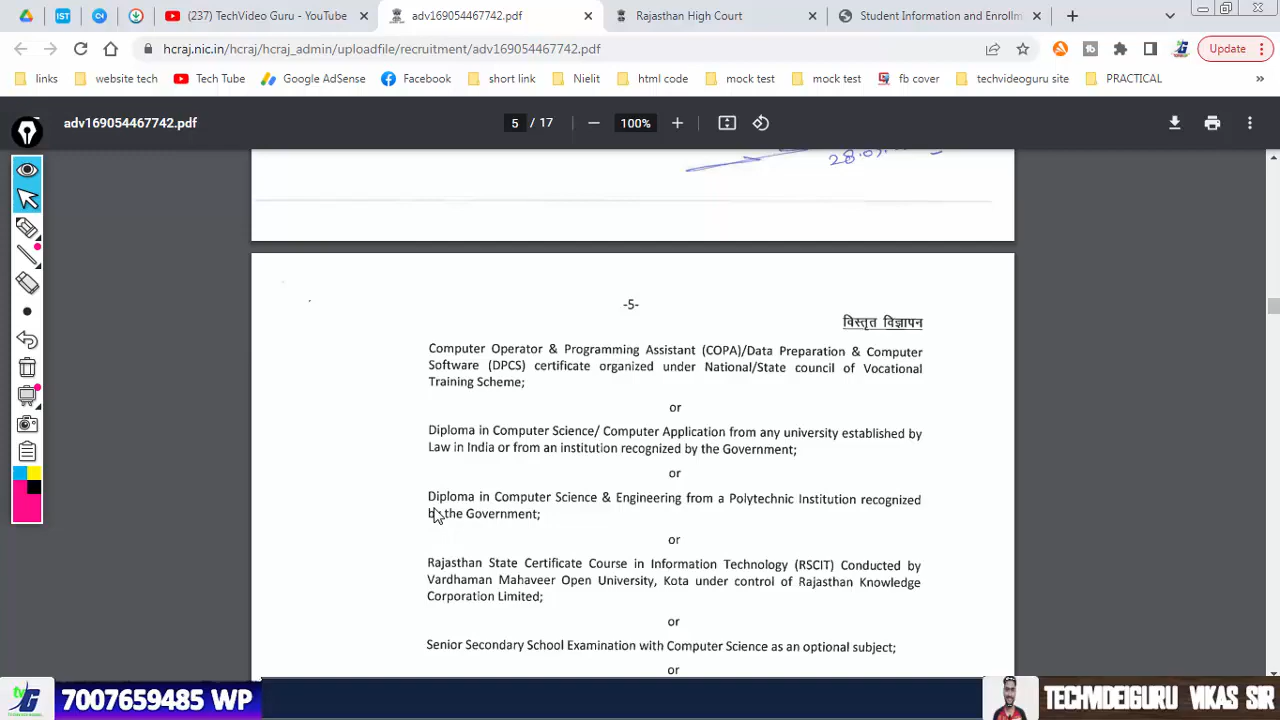 (237) TechVideo Guru - YouTube
adv169054467742.pdf
Rajasthan High Court
Student Information and Enrollm
hcraj.nic.in/hcraj/hcraj_admin/uploadfile/recruitment/adv169054467742.pdf
Update
links
website tech
Tech Tube
Google AdSense
Facebook
short link
Nielit
html code
mock test
mock test
fb cover
techvideoguru site
PRACTICAL
adv169054467742.pdf
5 / 17
100%
-5-
विस्तृत विज्ञापन
Computer Operator & Programming Assistant (COPA)/Data Preparation & Computer
Software (DPCS) certificate organized under National/State council of Vocational
Training Scheme;
or
Diploma in Computer Science/ Computer Application from any university established by
Law in India or from an institution recognized by the Government;
or
Diploma in Computer Science & Engineering from a Polytechnic Institution recognized
by the Government;
or
Rajasthan State Certificate Course in Information Technology (RSCIT) Conducted by
Vardhaman Mahaveer Open University, Kota under control of Rajasthan Knowledge
Corporation Limited;
or
Senior Secondary School Examination with Computer Science as an optional subject;
or
7007659485 WP
TECHVIDEIGURU VIKAS SIR